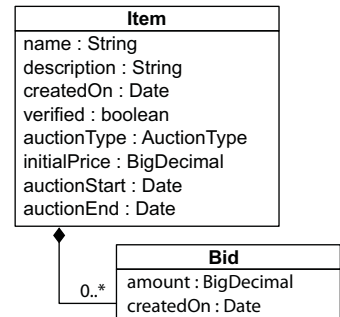 Item
name : String
description : String
createdOn : Date
verified : boolean
auctionType : AuctionType
initialPrice : BigDecimal
auctionStart : Date
auctionEnd : Date
Bid
0..*
amount : BigDecimal
createdOn : Date